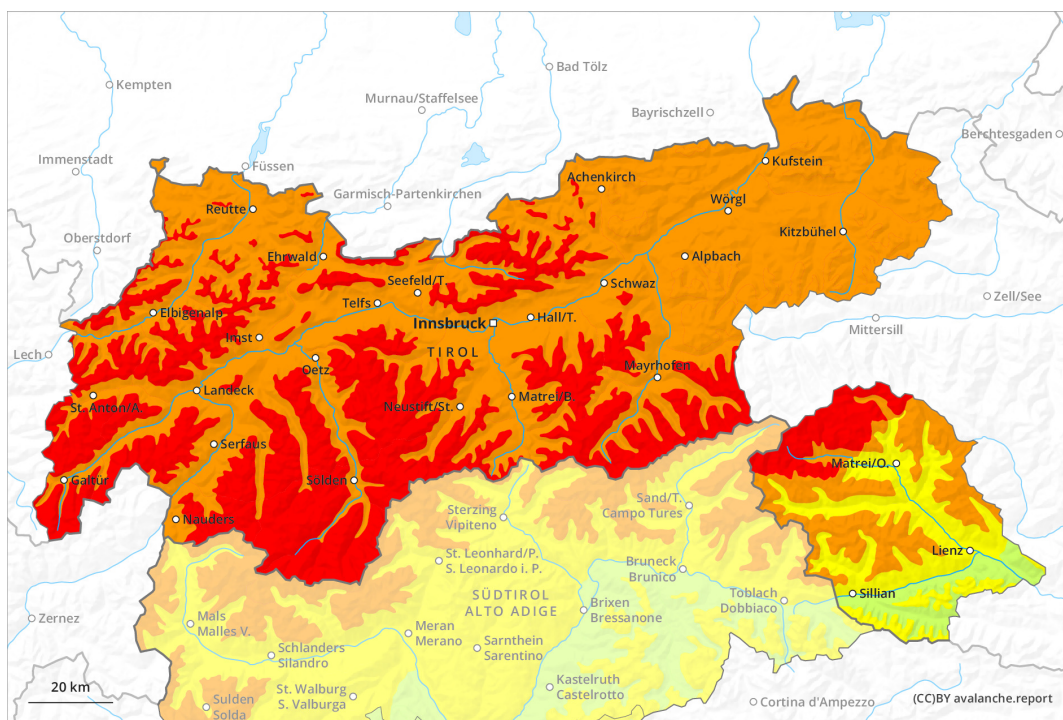 Kempten
Bad Tölz
Murnau/Staffelsee
Bayrischzell
Berchtesgaden
Immenstadt
Füssen
Kufstein
Achenkirch
Garmisch-Partenkirchen
Wörgl
Reutte
Oberstdorf
Kitzbühel
Ehrwald
Alpbach
Seefeld/T.
Schwaz
Zell/See
Telfs
Elbigenalp
Hall/T.
Innsbruck
Mittersill
Imst
Lech
TIROL
Oetz
Mayrhofen
Landeck
St. Anton/A.
Matrei/B.
Neustift/St.
Serfaus
Matrei/O.
Galtür
Sölden
Sand/T.
Campo Tures
Sterzing
Vipiteno
Nauders
St. Leonhard/P.
S. Leonardo i. P.
Lienz
Bruneck
Brunico
SÜDTIROL
ALTO ADIGE
Toblach
Dobbiaco
Sillian
Brixen
Bressanone
Zernez
Mals
Malles V.
Meran
Merano
Sarnthein
Sarentino
Schlanders
Silandro
Kastelruth
Castelrotto
20 km
St. Walburg
S. Valburga
Sulden
Solda
Cortina d'Ampezzo
(CC)BY avalanche.report